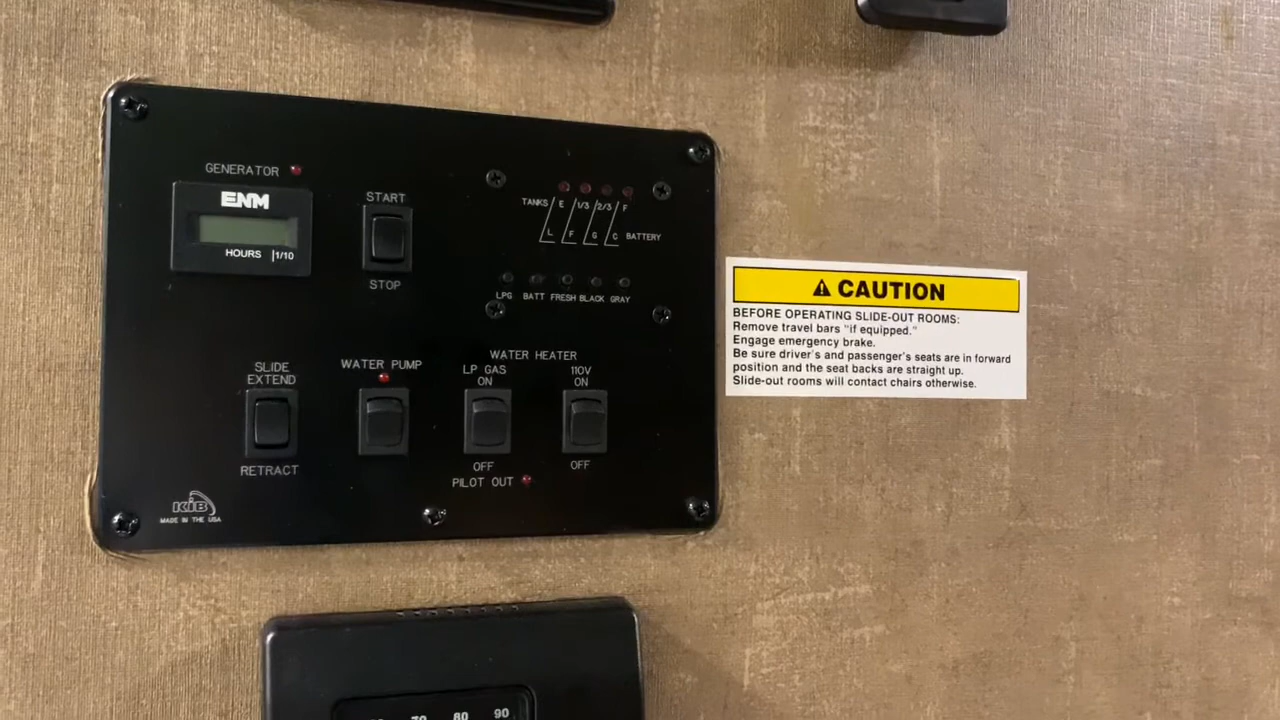 GENERATOR
ENM
HOURS 1/10
START
STOP
TANKS E 1/3 2/3 F
L F G C BATTERY
LPG BATT FRESH BLACK GRAY
SLIDE
EXTEND
RETRACT
WATER PUMP
WATER HEATER
LP GAS
ON
OFF
PILOT OUT
110V
ON
OFF
KIB
MADE IN THE USA
CAUTION
BEFORE OPERATING SLIDE-OUT ROOMS:
Remove travel bars "if equipped."
Engage emergency brake.
Be sure driver's and passenger's seats are in forward
position and the seat backs are straight up.
Slide-out rooms will contact chairs otherwise.
70 80 90